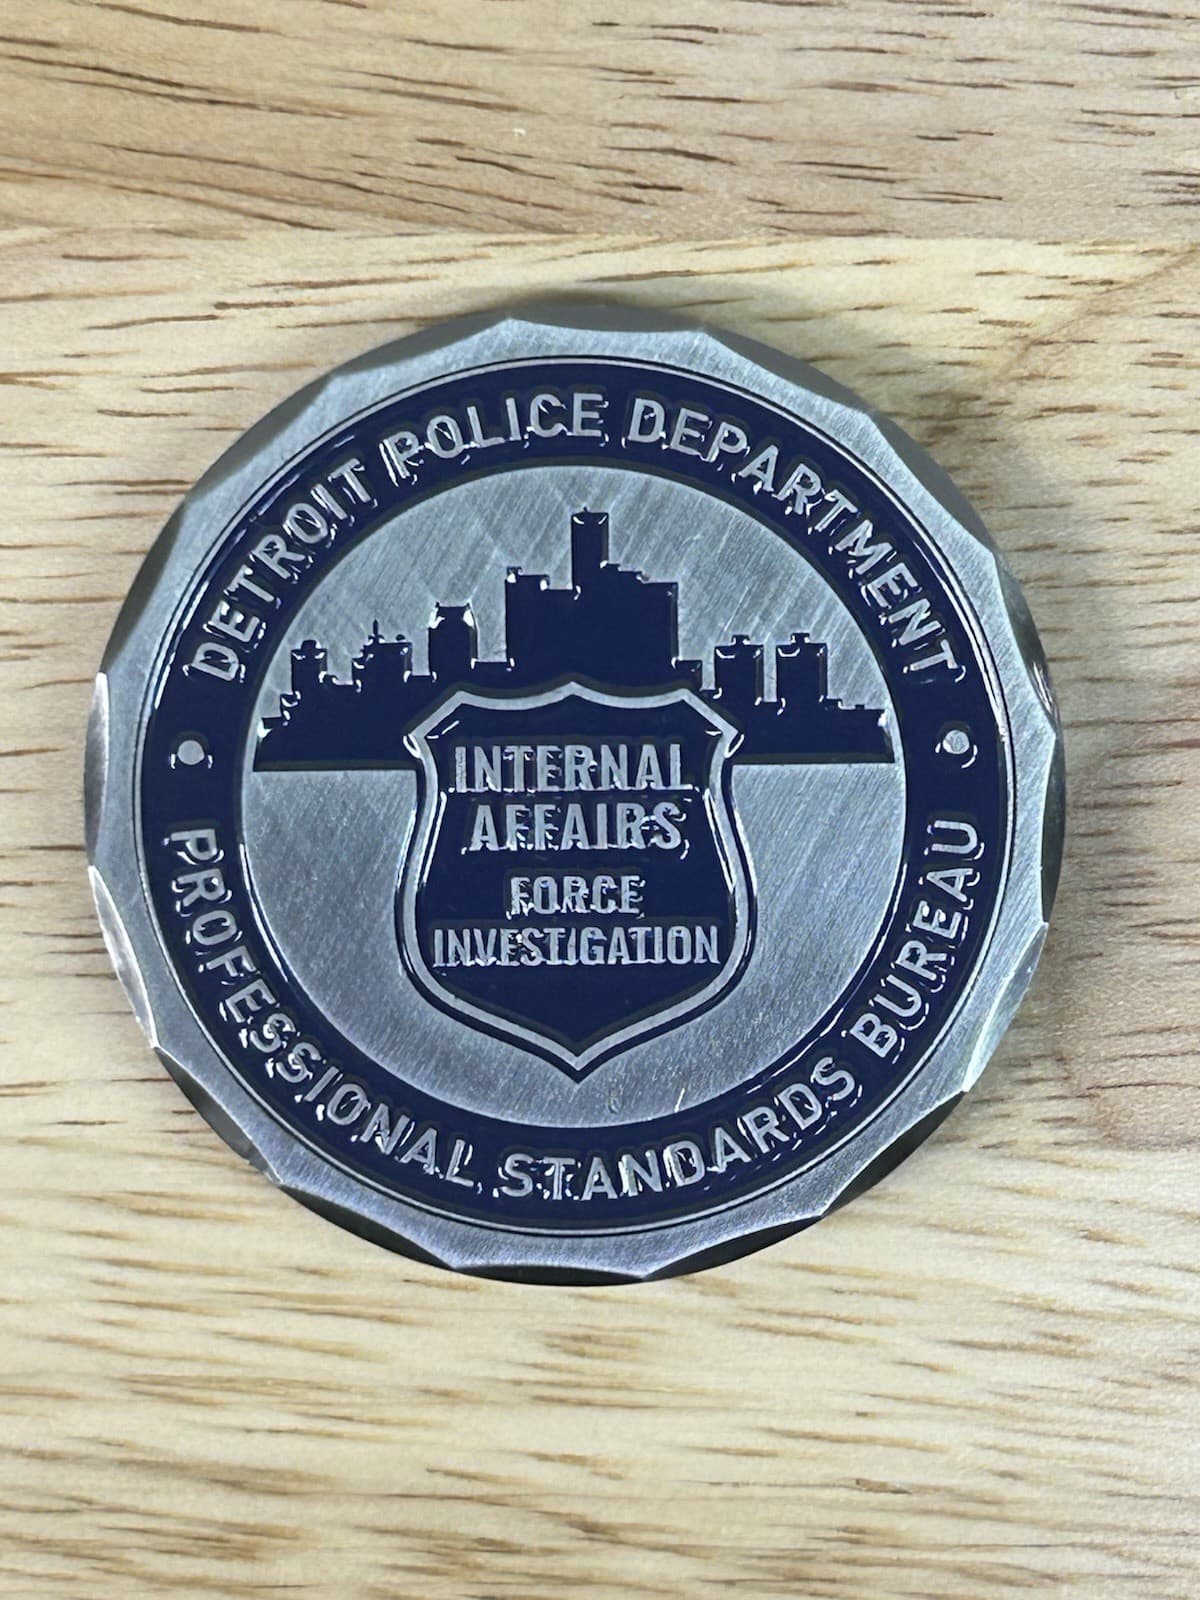 DETROIT POLICE DEPARTMENT
INTERNAL
AFFAIRS
FORCE
INVESTIGATION
PROFESSIONAL STANDARDS BUREAU